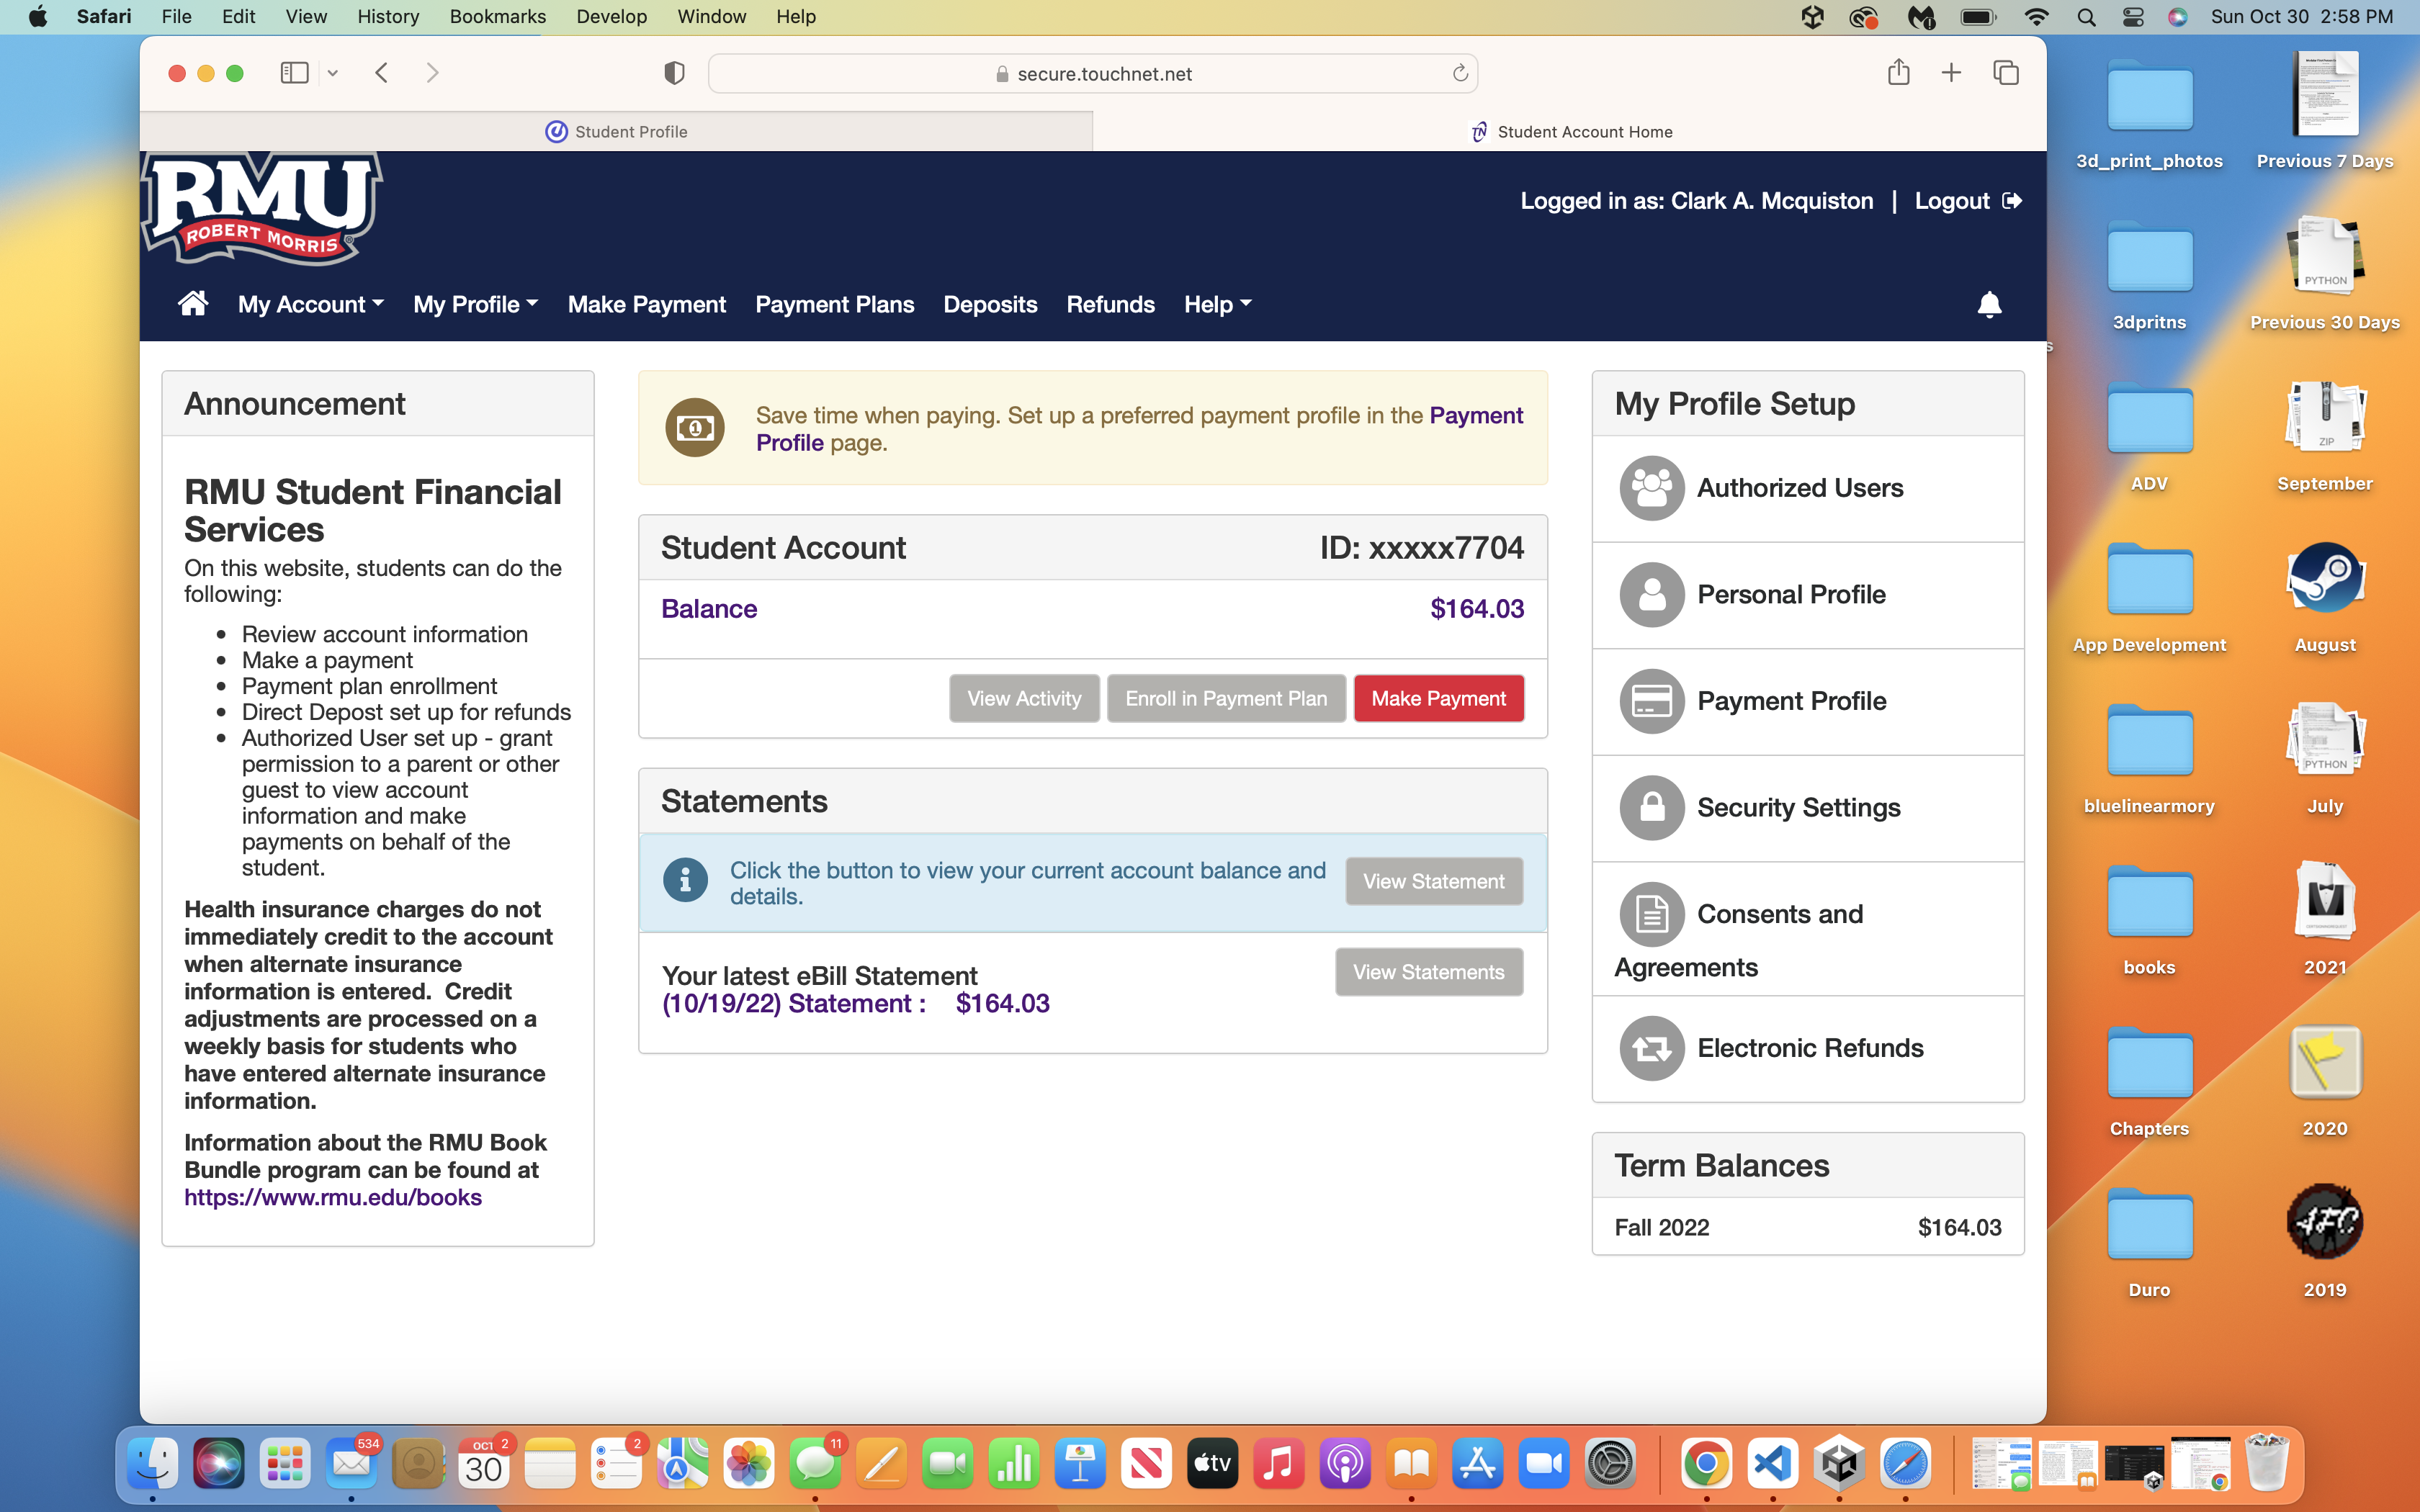 Safari File Edit View History Bookmarks Develop Window Help
Sun Oct 30 2:58 PM
secure.touchnet.net
Student Profile
Student Account Home
RMU
ROBERT MORRIS
Logged in as: Clark A. Mcquiston | Logout
My Account My Profile Make Payment Payment Plans Deposits Refunds Help
Announcement
RMU Student Financial
Services
On this website, students can do the
following:
• Review account information
• Make a payment
• Payment plan enrollment
• Direct Depost set up for refunds
• Authorized User set up - grant
permission to a parent or other
guest to view account
information and make
payments on behalf of the
student.
Health insurance charges do not
immediately credit to the account
when alternate insurance
information is entered. Credit
adjustments are processed on a
weekly basis for students who
have entered alternate insurance
information.
Information about the RMU Book
Bundle program can be found at
https://www.rmu.edu/books
Save time when paying. Set up a preferred payment profile in the Payment
Profile page.
Student Account ID: xxxxx7704
Balance $164.03
View Activity Enroll in Payment Plan Make Payment
Statements
Click the button to view your current account balance and
details.
View Statement
Your latest eBill Statement
(10/19/22) Statement : $164.03
View Statements
My Profile Setup
Authorized Users
Personal Profile
Payment Profile
Security Settings
Consents and
Agreements
Electronic Refunds
Term Balances
Fall 2022 $164.03
3d_print_photos
Previous 7 Days
3dpritns
PYTHON
Previous 30 Days
s
ADV
ZIP
September
App Development
August
bluelinearmory
PYTHON
July
books
2021
Chapters
2020
Duro
AFC
2019
534
OCT
30
2
2
11
tv